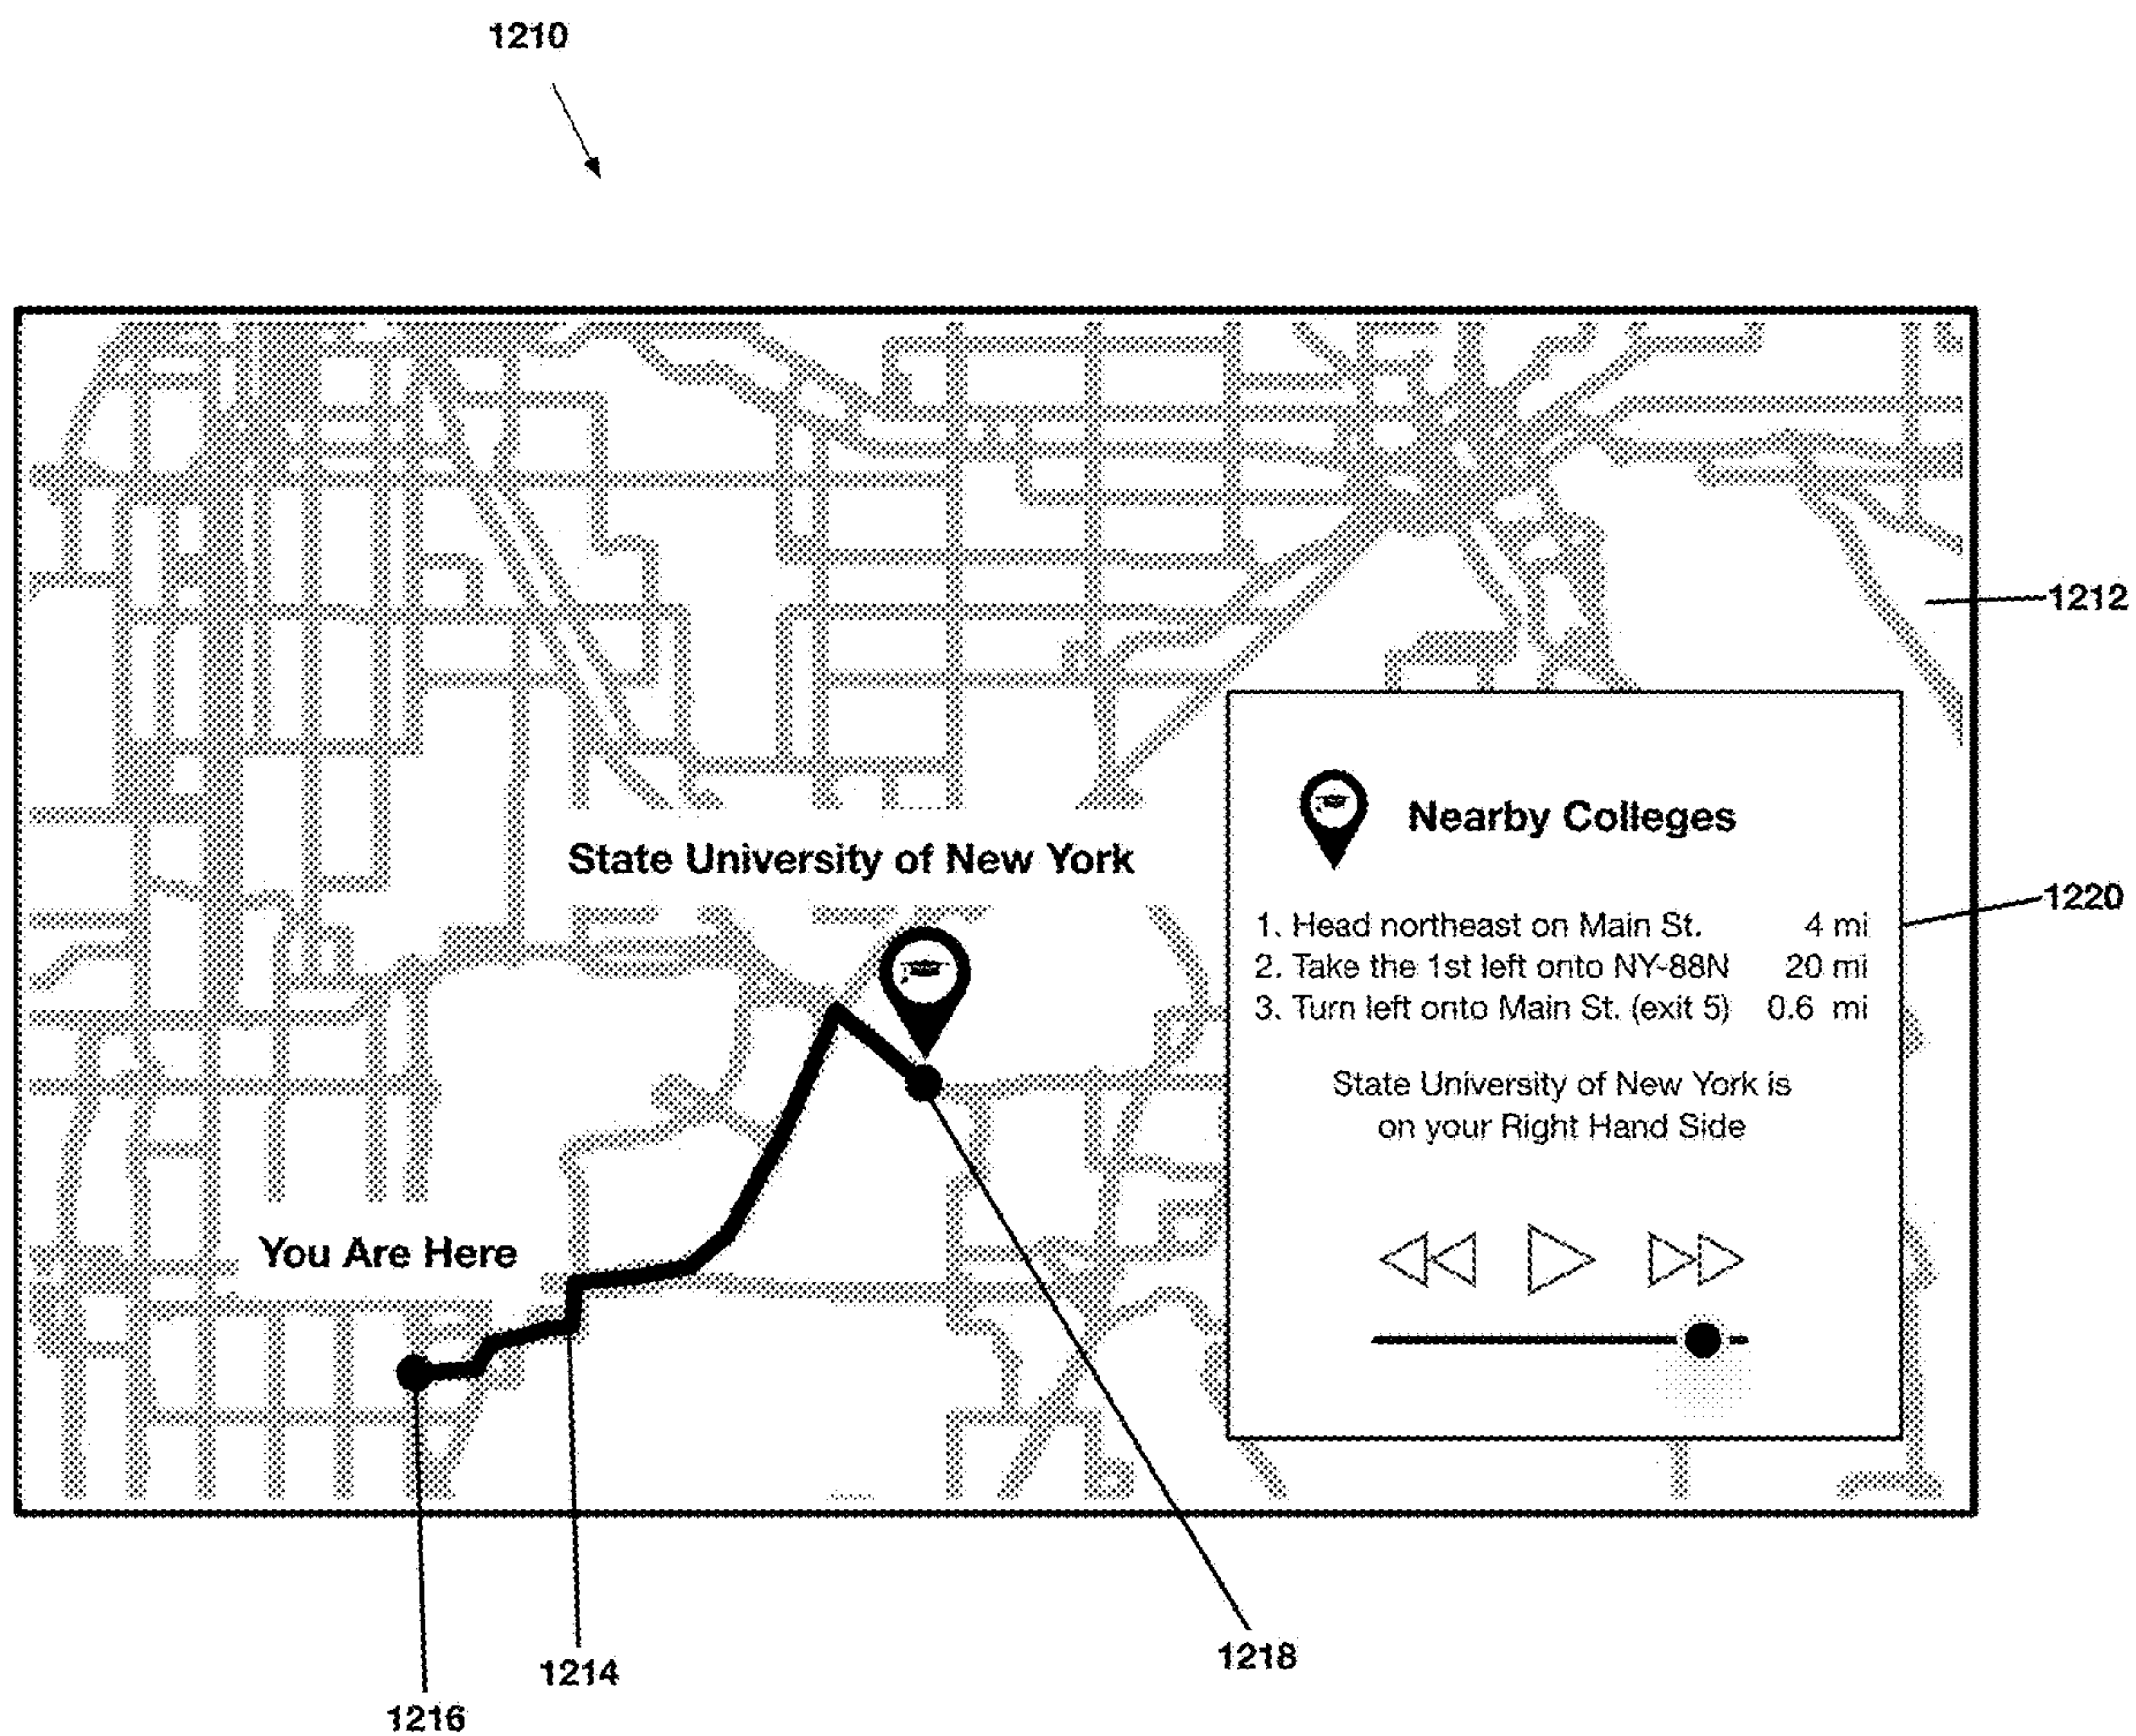 1210
1212
State University of New York
Nearby Colleges
1220
1. Head northeast on Main St. 4 mi
2. Take the 1st left onto NY-88N 20 mi
3. Turn left onto Main St. (exit 5) 0.6 mi
State University of New York is
on your Right Hand Side
You Are Here
1218
1214
1216